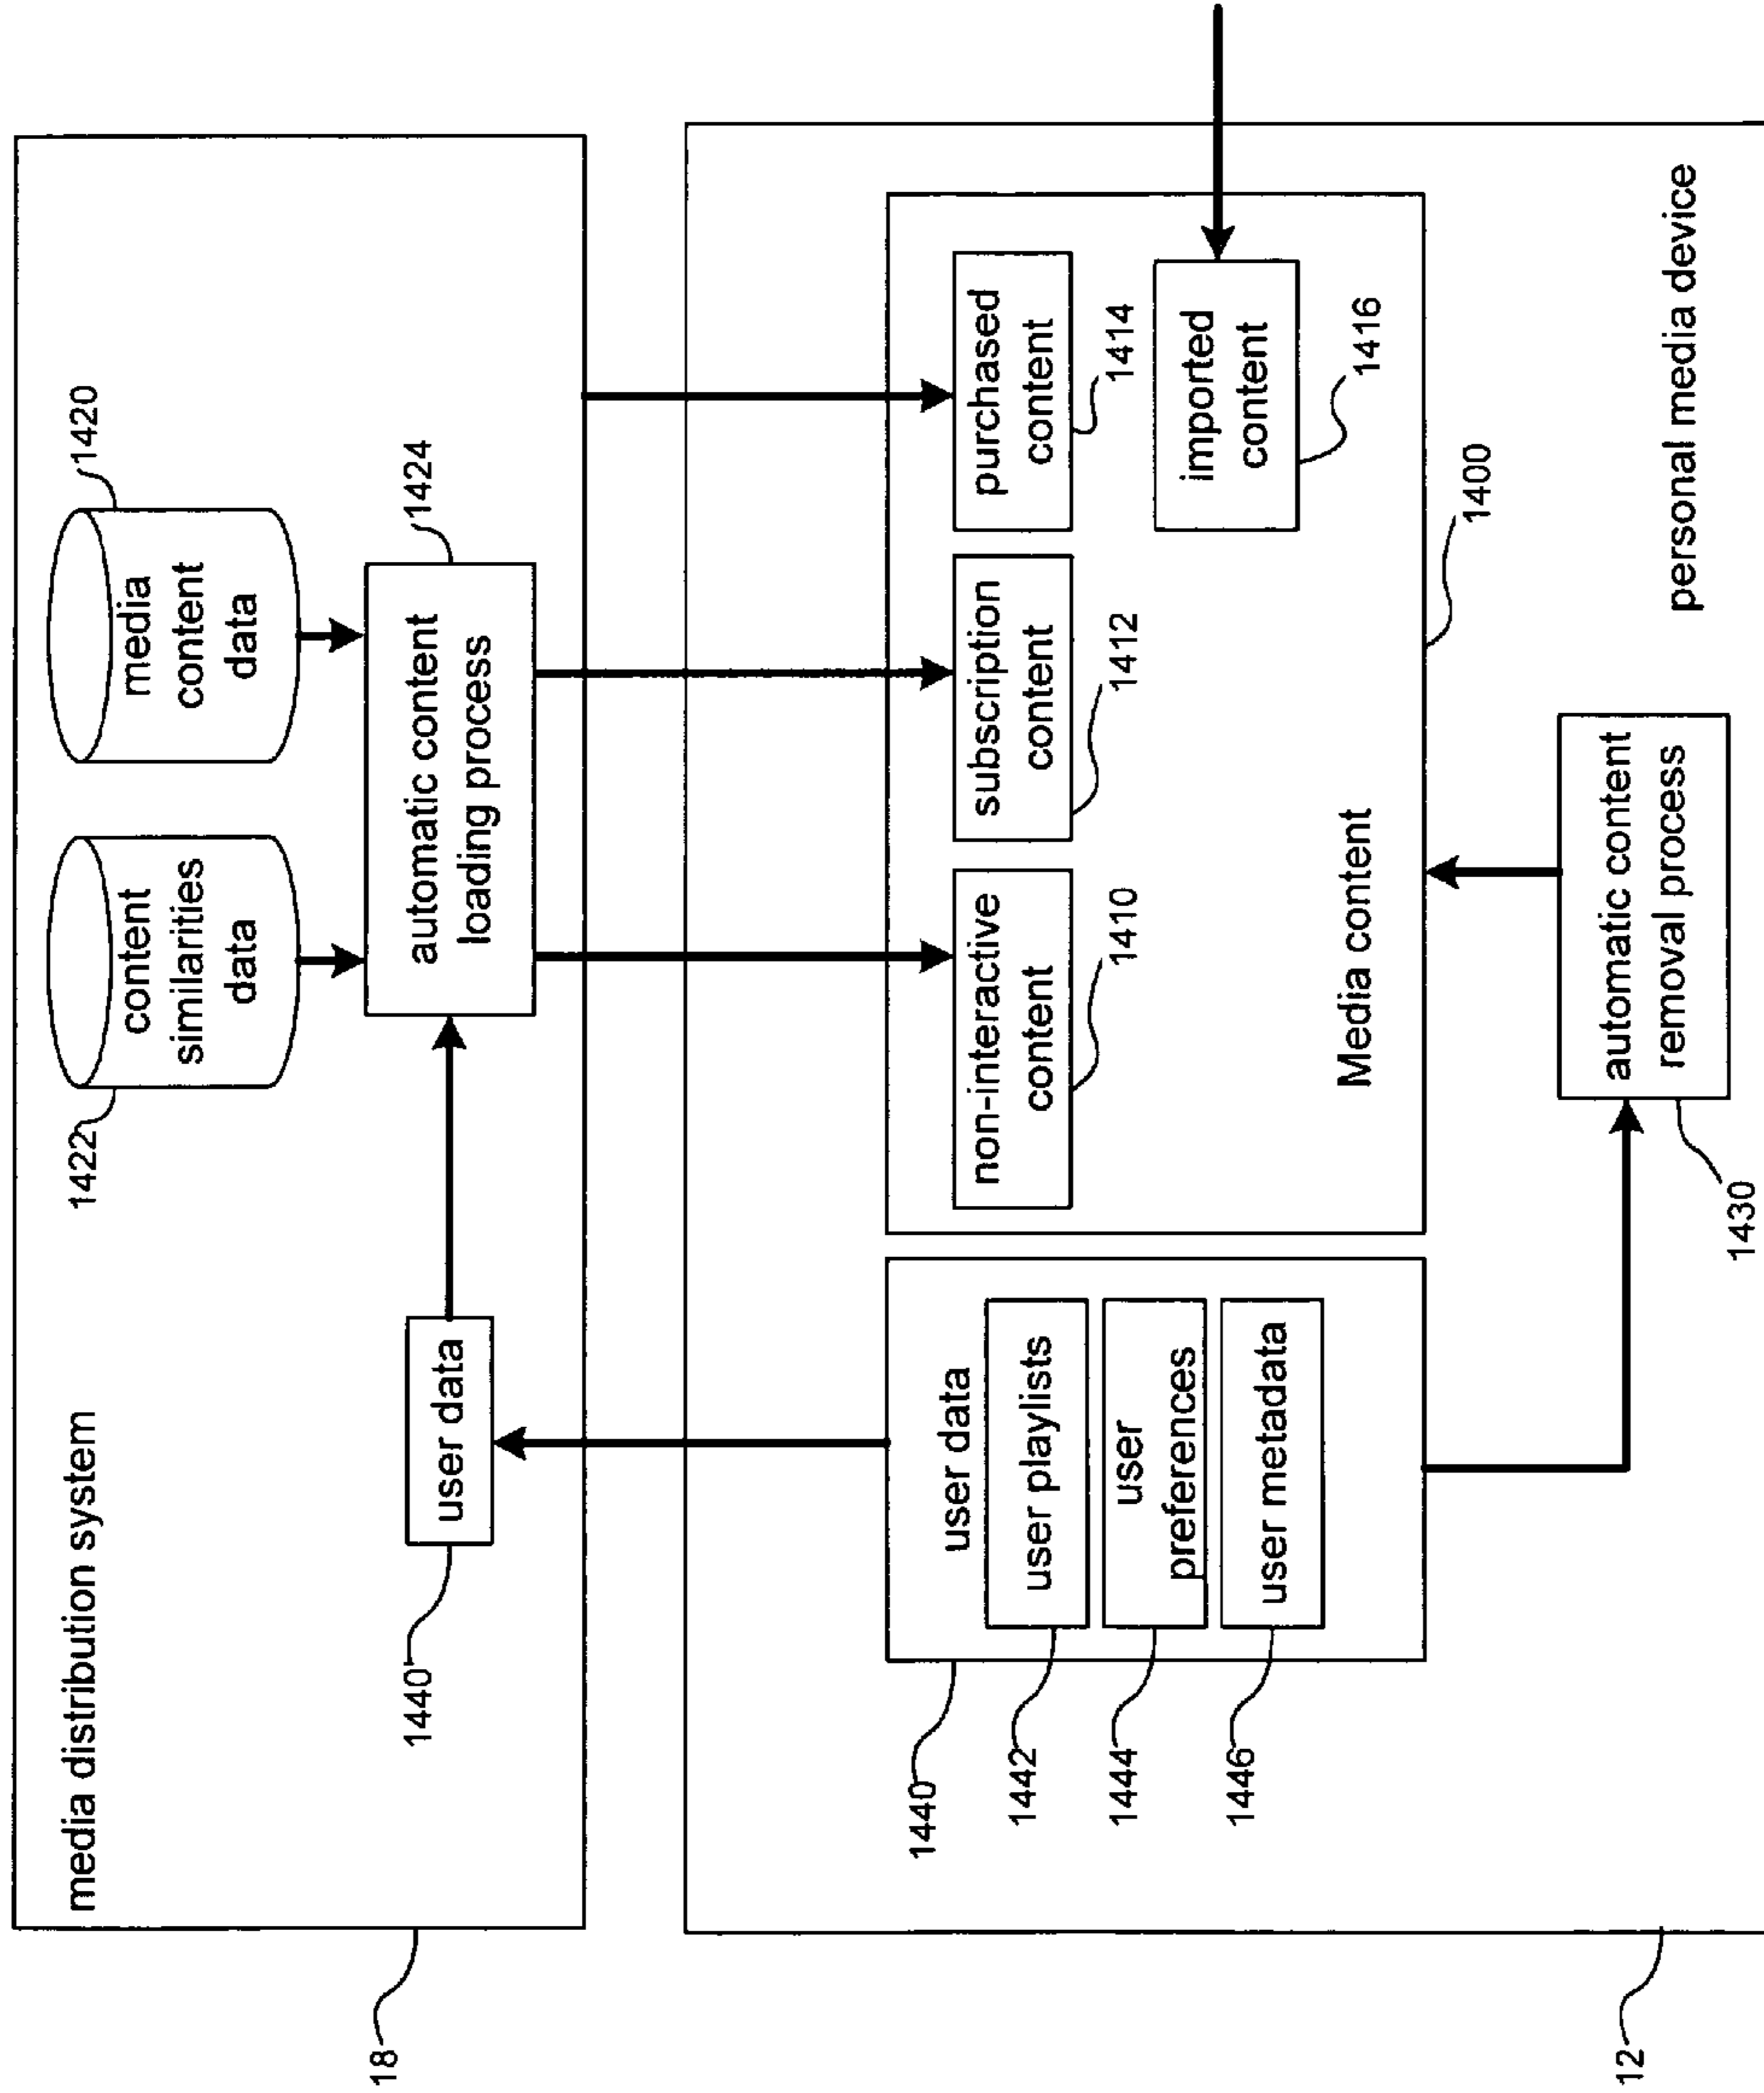 media distribution system
18
1422
content
similarities
data
media
content
data
1420
1440'
user data
automatic content
loading process
1424
1440
user data
1442
user playlists
1444
user
preferences
1446
user metadata
non-interactive
content
1410
subscription
content
1412
purchased
content
1414
imported
content
1416
Media content
1400
1430
automatic content
removal process
personal media device
12